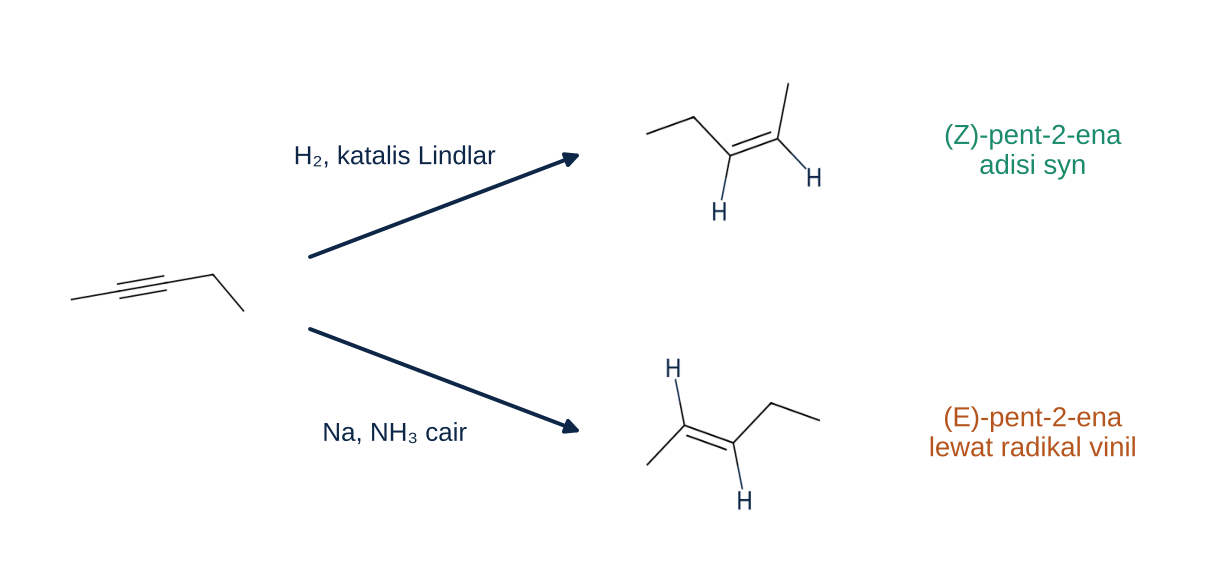 H₂, katalis Lindlar
H
H
(Z)-pent-2-ena
adisi syn
Na, NH₃ cair
H
H
(E)-pent-2-ena
lewat radikal vinil